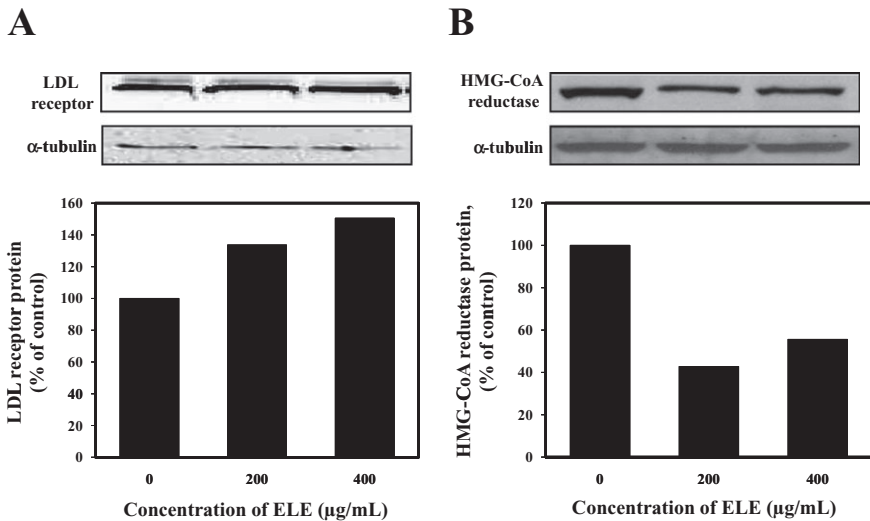 A
LDL
receptor
α-tubulin
160
140
120
100
80
60
40
20
0
LDL receptor protein
(% of control)
0 200 400
Concentration of ELE (µg/mL)
B
HMG-CoA
reductase
α-tubulin
120
100
80
60
40
20
0
HMG-CoA reductase protein,
(% of control)
0 200 400
Concentration of ELE (µg/mL)